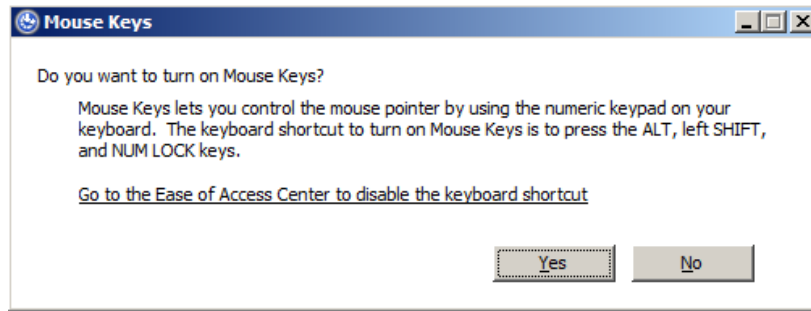 Mouse Keys
Do you want to turn on Mouse Keys?
Mouse Keys lets you control the mouse pointer by using the numeric keypad on your
keyboard.  The keyboard shortcut to turn on Mouse Keys is to press the ALT, left SHIFT,
and NUM LOCK keys.
Go to the Ease of Access Center to disable the keyboard shortcut
Yes No